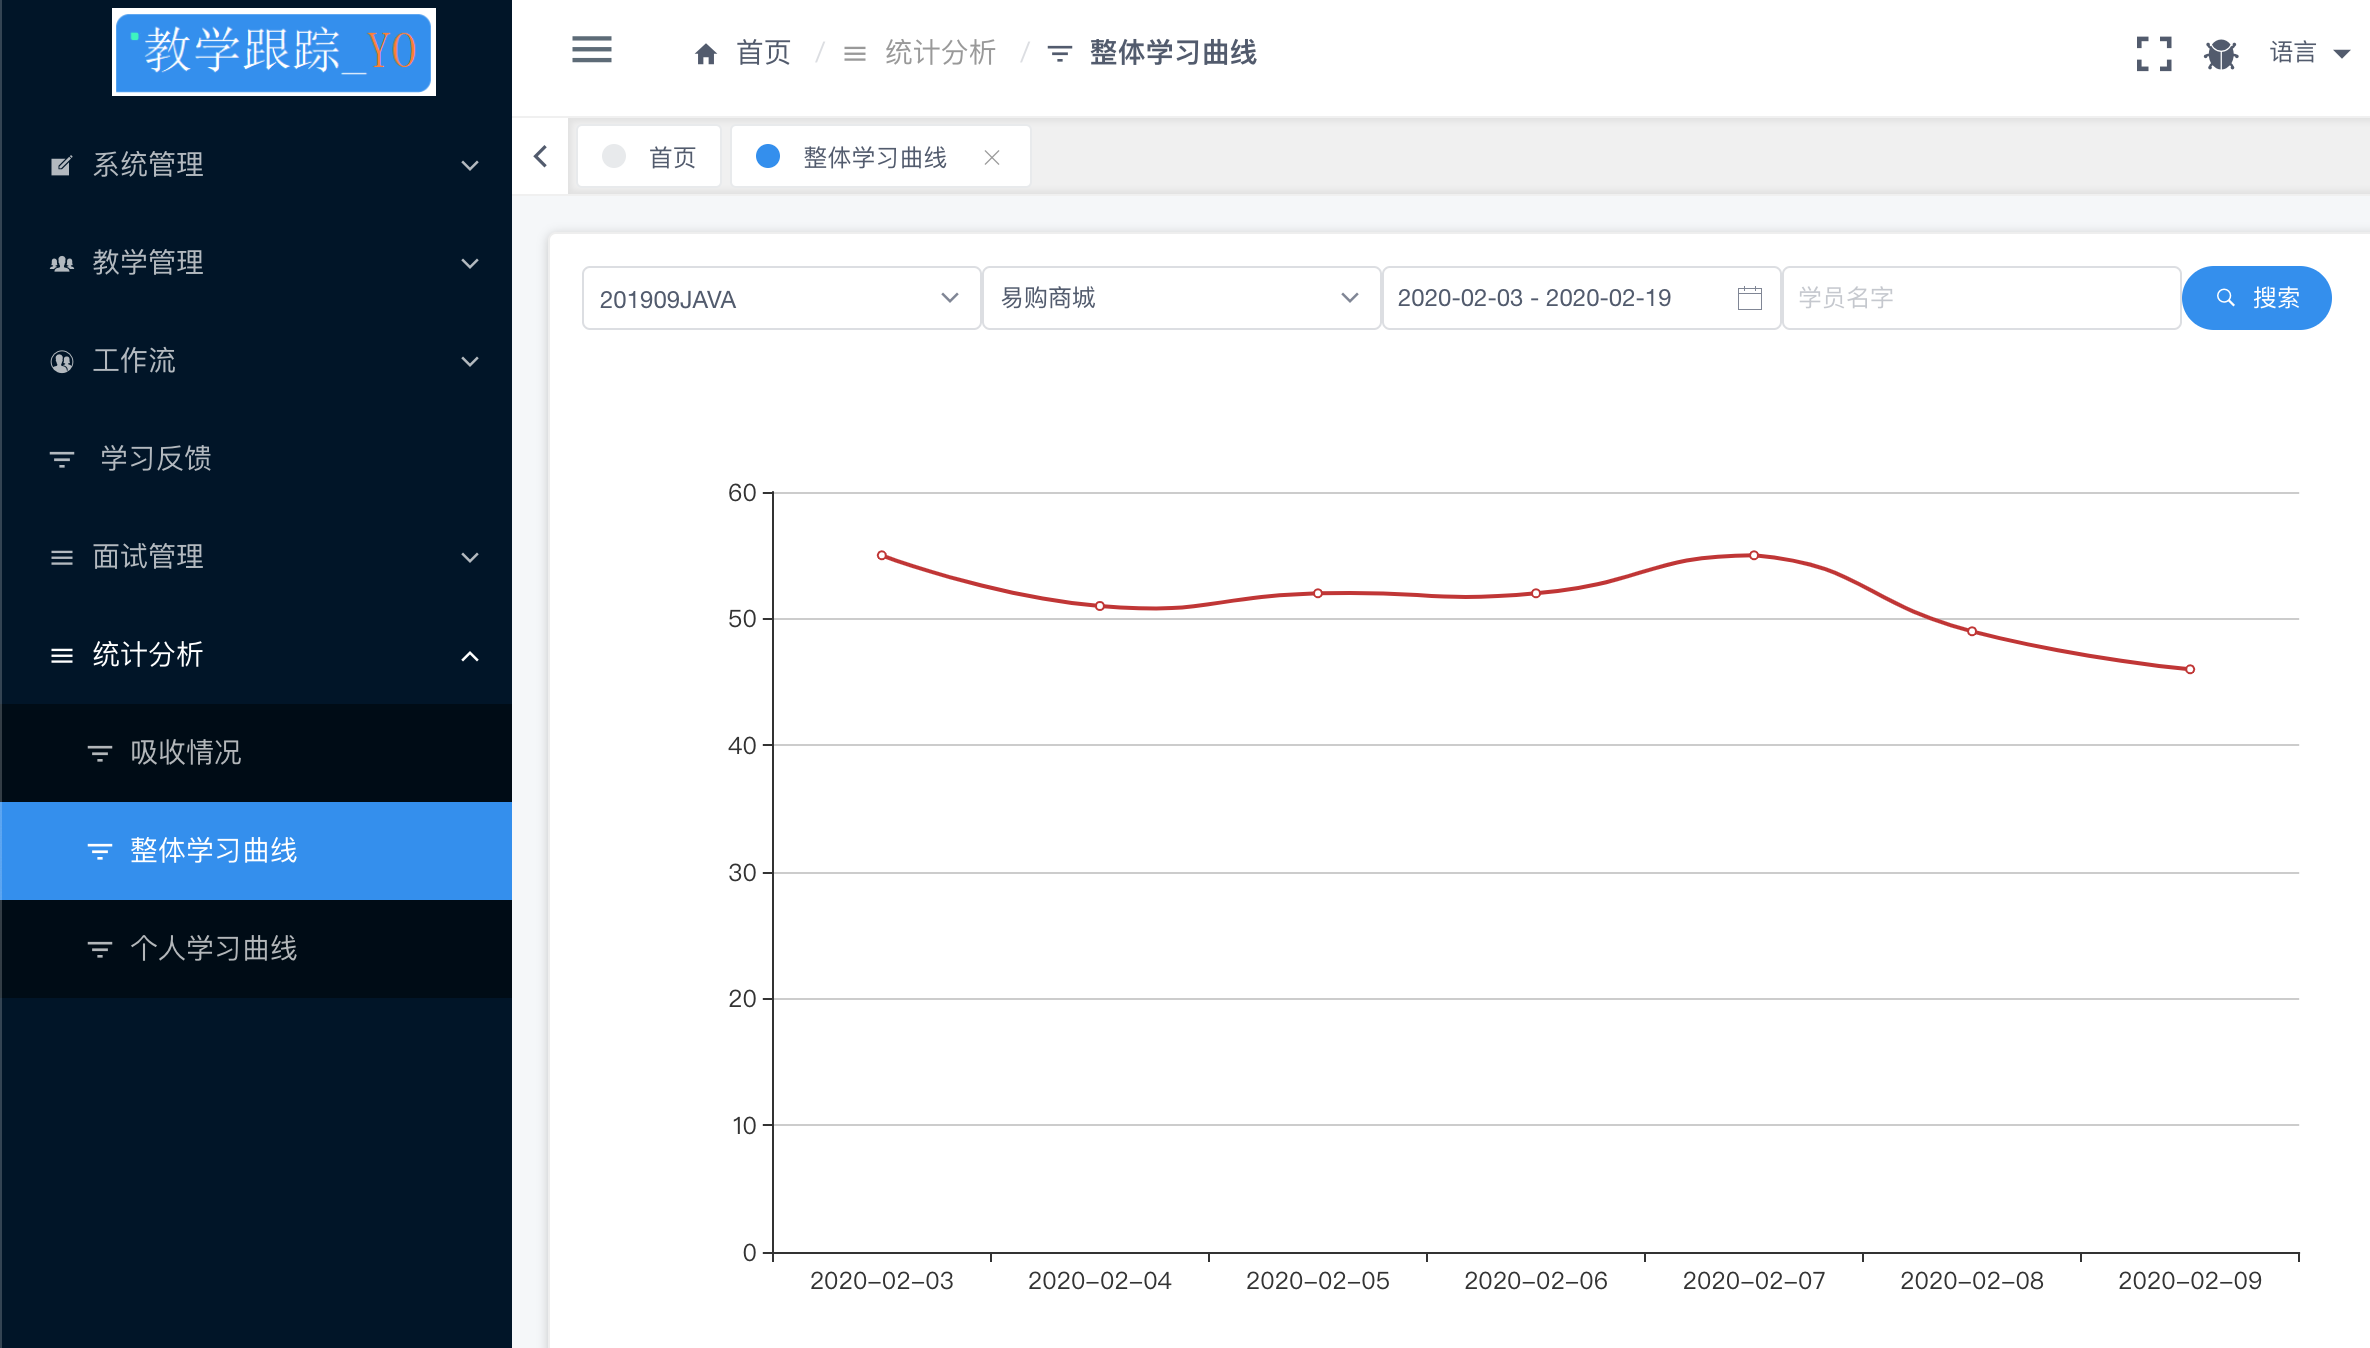 教学跟踪_YO
系统管理
教学管理
工作流
学习反馈
面试管理
统计分析
吸收情况
整体学习曲线
个人学习曲线
首页 / 统计分析 / 整体学习曲线
语言
首页
整体学习曲线
201909JAVA
易购商城
2020-02-03 - 2020-02-19
学员名字
搜索
60
50
40
30
20
10
0
2020-02-03
2020-02-04
2020-02-05
2020-02-06
2020-02-07
2020-02-08
2020-02-09